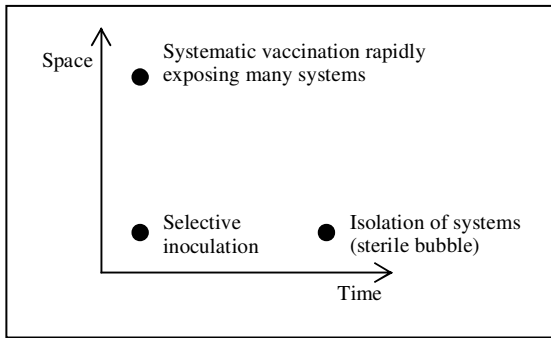 Space
Systematic vaccination rapidly
exposing many systems
Selective
inoculation
Isolation of systems
(sterile bubble)
Time